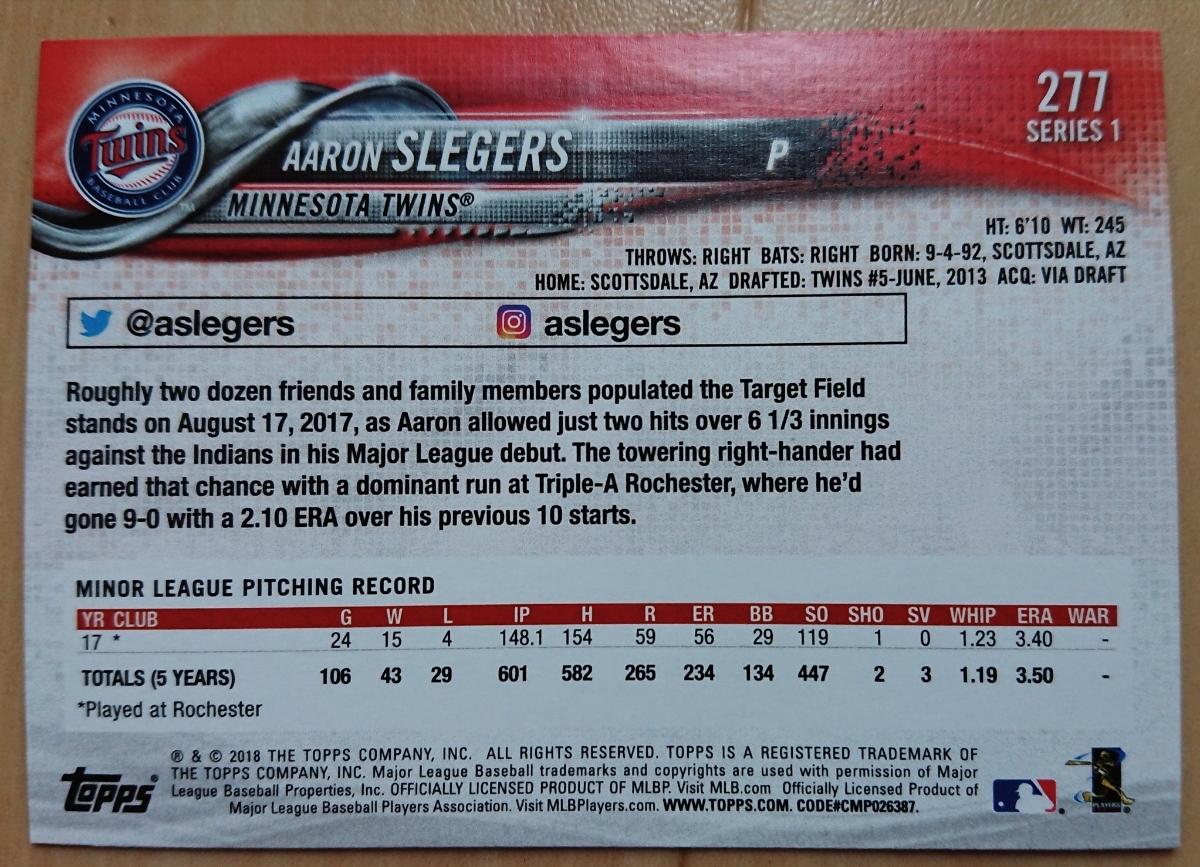 MINNESOTA
Twins
BASEBALL CLUB
TM
277
SERIES 1
AARON SLEGERS P
MINNESOTA TWINS®
HT: 6'10 WT: 245
THROWS: RIGHT BATS: RIGHT BORN: 9-4-92, SCOTTSDALE, AZ
HOME: SCOTTSDALE, AZ DRAFTED: TWINS #5-JUNE, 2013 ACQ: VIA DRAFT
@aslegers aslegers
Roughly two dozen friends and family members populated the Target Field
stands on August 17, 2017, as Aaron allowed just two hits over 6 1/3 innings
against the Indians in his Major League debut. The towering right-hander had
earned that chance with a dominant run at Triple-A Rochester, where he'd
gone 9-0 with a 2.10 ERA over his previous 10 starts.
MINOR LEAGUE PITCHING RECORD
YR CLUB G W L IP H R ER BB SO SHO SV WHIP ERA WAR
17 * 24 15 4 148.1 154 59 56 29 119 1 0 1.23 3.40 -
TOTALS (5 YEARS) 106 43 29 601 582 265 234 134 447 2 3 1.19 3.50 -
*Played at Rochester
® & © 2018 THE TOPPS COMPANY, INC. ALL RIGHTS RESERVED. TOPPS IS A REGISTERED TRADEMARK OF
THE TOPPS COMPANY, INC. Major League Baseball trademarks and copyrights are used with permission of Major
League Baseball Properties, Inc. OFFICIALLY LICENSED PRODUCT OF MLBP. Visit MLB.com Officially Licensed Product of
Major League Baseball Players Association. Visit MLBPlayers.com. WWW.TOPPS.COM. CODE#CMP026387.
Topps®
PLAYERS